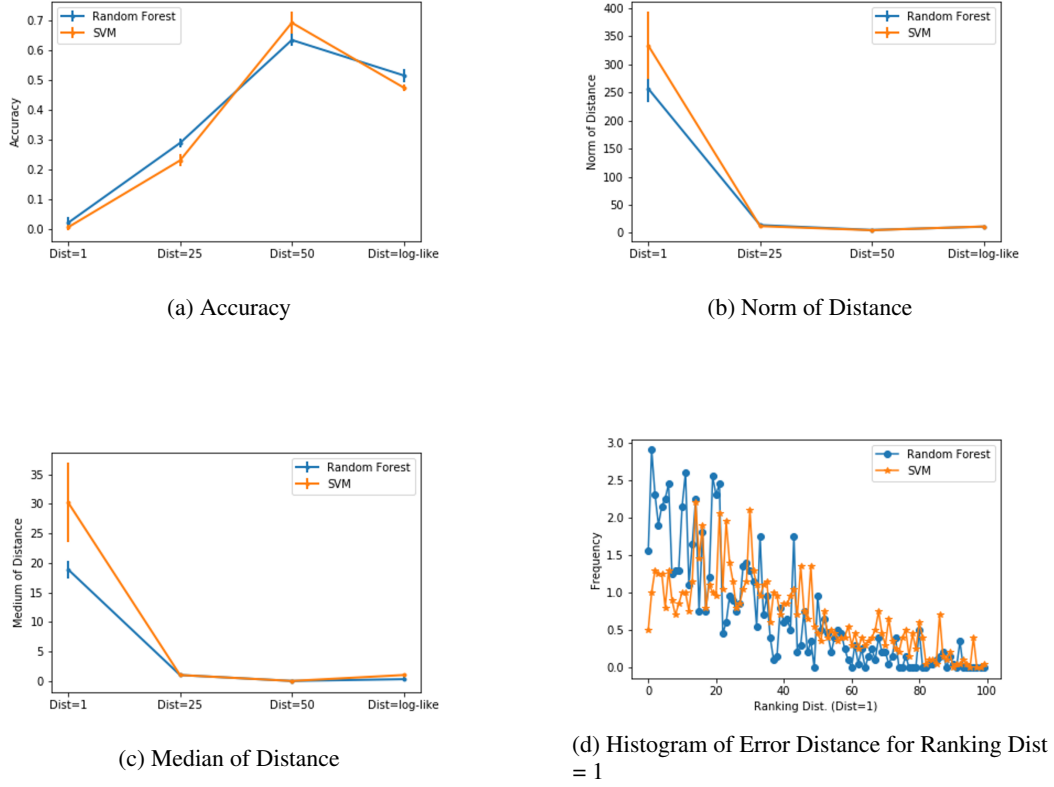 Random Forest
SVM
0.7
0.6
0.5
0.4
0.3
0.2
0.1
0.0
Accuracy
Dist=1 Dist=25 Dist=50 Dist=log-like
(a) Accuracy
Random Forest
SVM
400
350
300
250
200
150
100
50
0
Norm of Distance
Dist=1 Dist=25 Dist=50 Dist=log-like
(b) Norm of Distance
Random Forest
SVM
35
30
25
20
15
10
5
0
Medium of Distance
Dist=1 Dist=25 Dist=50 Dist=log-like
(c) Median of Distance
Random Forest
SVM
3.0
2.5
2.0
1.5
1.0
0.5
0.0
Frequency
0 20 40 60 80 100
Ranking Dist. (Dist=1)
(d) Histogram of Error Distance for Ranking Dist
= 1